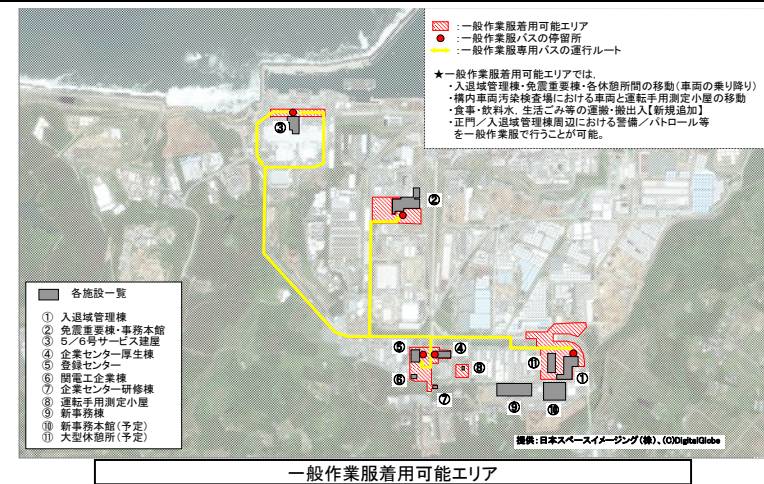 ：一般作業服着用可能エリア
：一般作業服バスの停留所
：一般作業服専用バスの運行ルート
★一般作業服着用可能エリアでは、
・入退域管理棟・免震重要棟・各休憩所間の移動（車両の乗り降り）
・構内車両汚染検査場における車両と運転手用測定小屋の移動
・食事・飲料水、生活ごみ等の運搬・搬出入【新規追加】
・正門／入退域管理棟周辺における警備／パトロール等
を一般作業服で行うことが可能。
③
②
⑤
④
⑥
⑧
⑦
⑪
①
⑨
⑩
各施設一覧
① 入退域管理棟
② 免震重要棟・事務本館
③ ５／６号サービス建屋
④ 企業センター厚生棟
⑤ 登録センター
⑥ 関電工企業棟
⑦ 企業センター研修棟
⑧ 運転手用測定小屋
⑨ 新事務棟
⑩ 新事務本館（予定）
⑪ 大型休憩所（予定）
提供：日本スペースイメージング（株）、(C)DigitalGlobe
一般作業服着用可能エリア